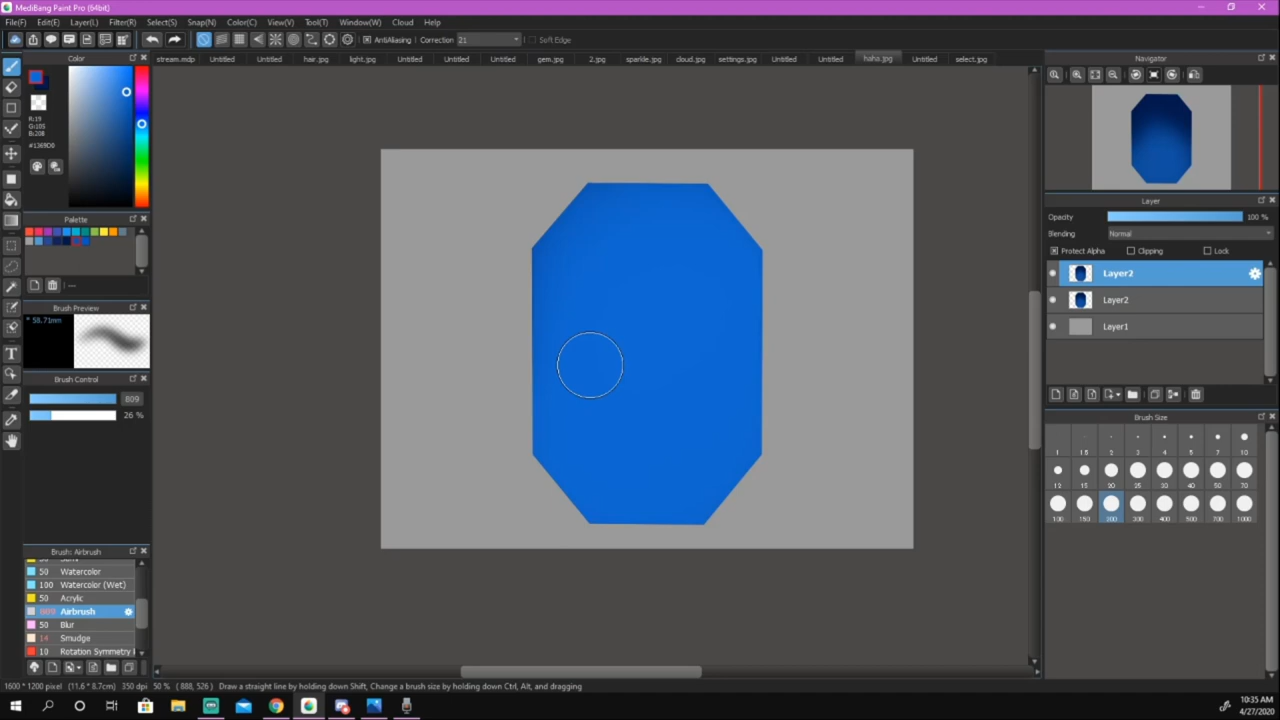 MediBang Paint Pro (64bit)
File(F) Edit(E) Layer(L) Filter(R) Select(S) Snap(N) Color(C) View(V) Tool(T) Window(W) Cloud Help
AntiAliasing Correction 21 Soft Edge
Color
stream.mdp Untitled Untitled hair.jpg light.jpg Untitled Untitled Untitled gem.jpg 2.jpg sparkle.jpg cloud.jpg settings.jpg Untitled Untitled haha.jpg Untitled select.jpg
Navigator
R:19
G:105
B:208
#1369D0
Palette
Layer
Opacity 100 %
Blending Normal
Protect Alpha Clipping Lock
Layer2
Layer2
Layer1
Brush Preview
* 58.71mm
Brush Control
809
26 %
Brush Size
1 1.5 2 3 4 5 7 10
12 15 20 25 30 40 50 70
100 150 200 300 400 500 700 1000
Brush: Airbrush
50 Watercolor
100 Watercolor (Wet)
50 Acrylic
809 Airbrush
50 Blur
14 Smudge
10 Rotation Symmetry
1600 * 1200 pixel (11.6 * 8.7cm) 350 dpi 50 % ( 888, 526 ) Draw a straight line by holding down Shift, Change a brush size by holding down Ctrl, Alt, and dragging
10:35 AM
4/27/2020